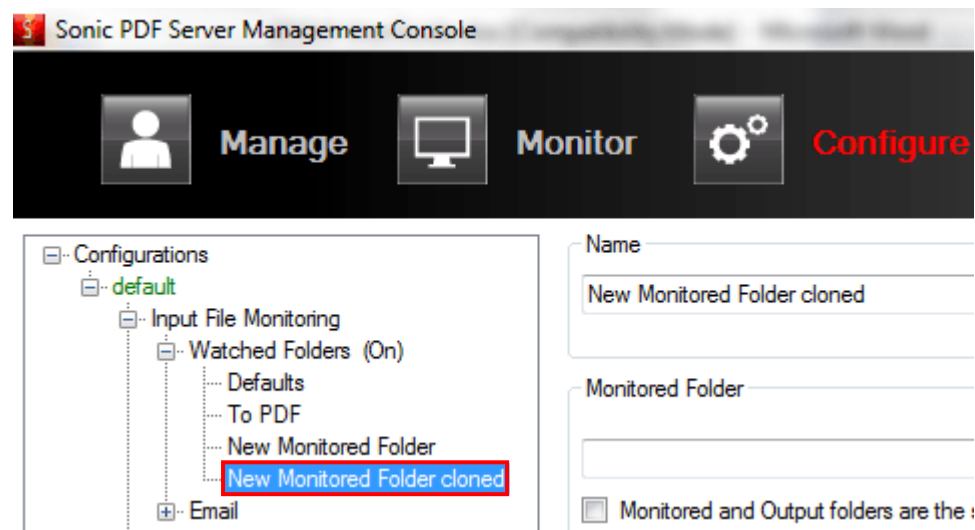 Sonic PDF Server Management Console
Manage Monitor Configure
Configurations
default
Input File Monitoring
Watched Folders (On)
Defaults
To PDF
New Monitored Folder
New Monitored Folder cloned
Email
Name
New Monitored Folder cloned
Monitored Folder
Monitored and Output folders are the